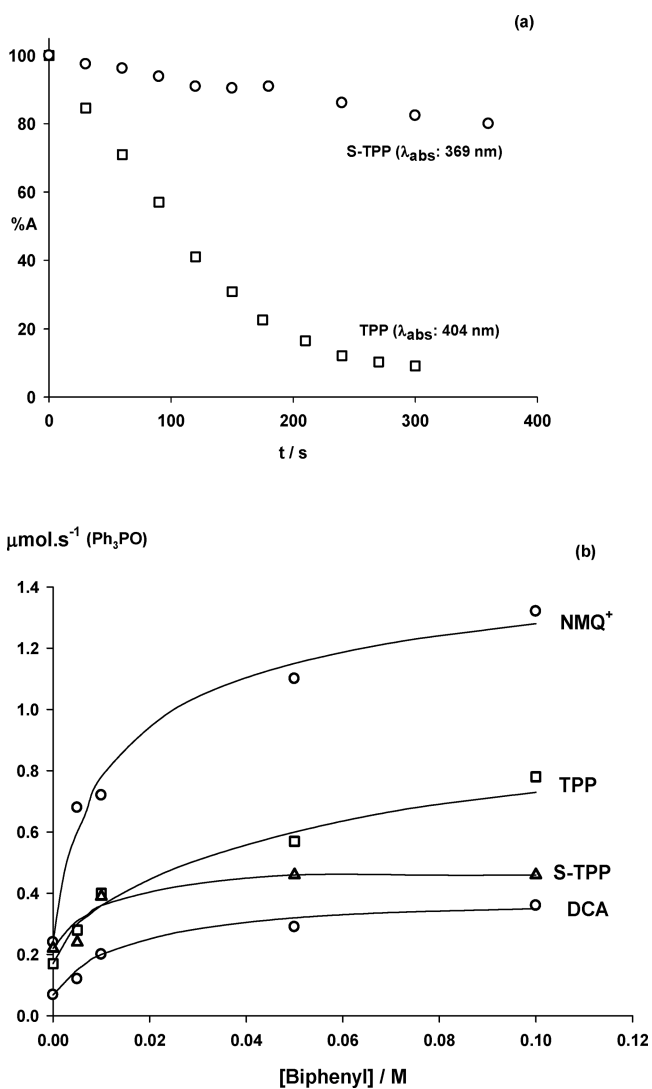 (a)
100
80
S-TPP (λabs: 369 nm)
60
%A
40
20
TPP (λabs: 404 nm)
0
0 100 200 300 400
t / s
μmol.s-1 (Ph3PO)
(b)
1.4
NMQ+
1.2
1.0
0.8
TPP
0.6
S-TPP
0.4
DCA
0.2
0.0
0.00 0.02 0.04 0.06 0.08 0.10 0.12
[Biphenyl] / M